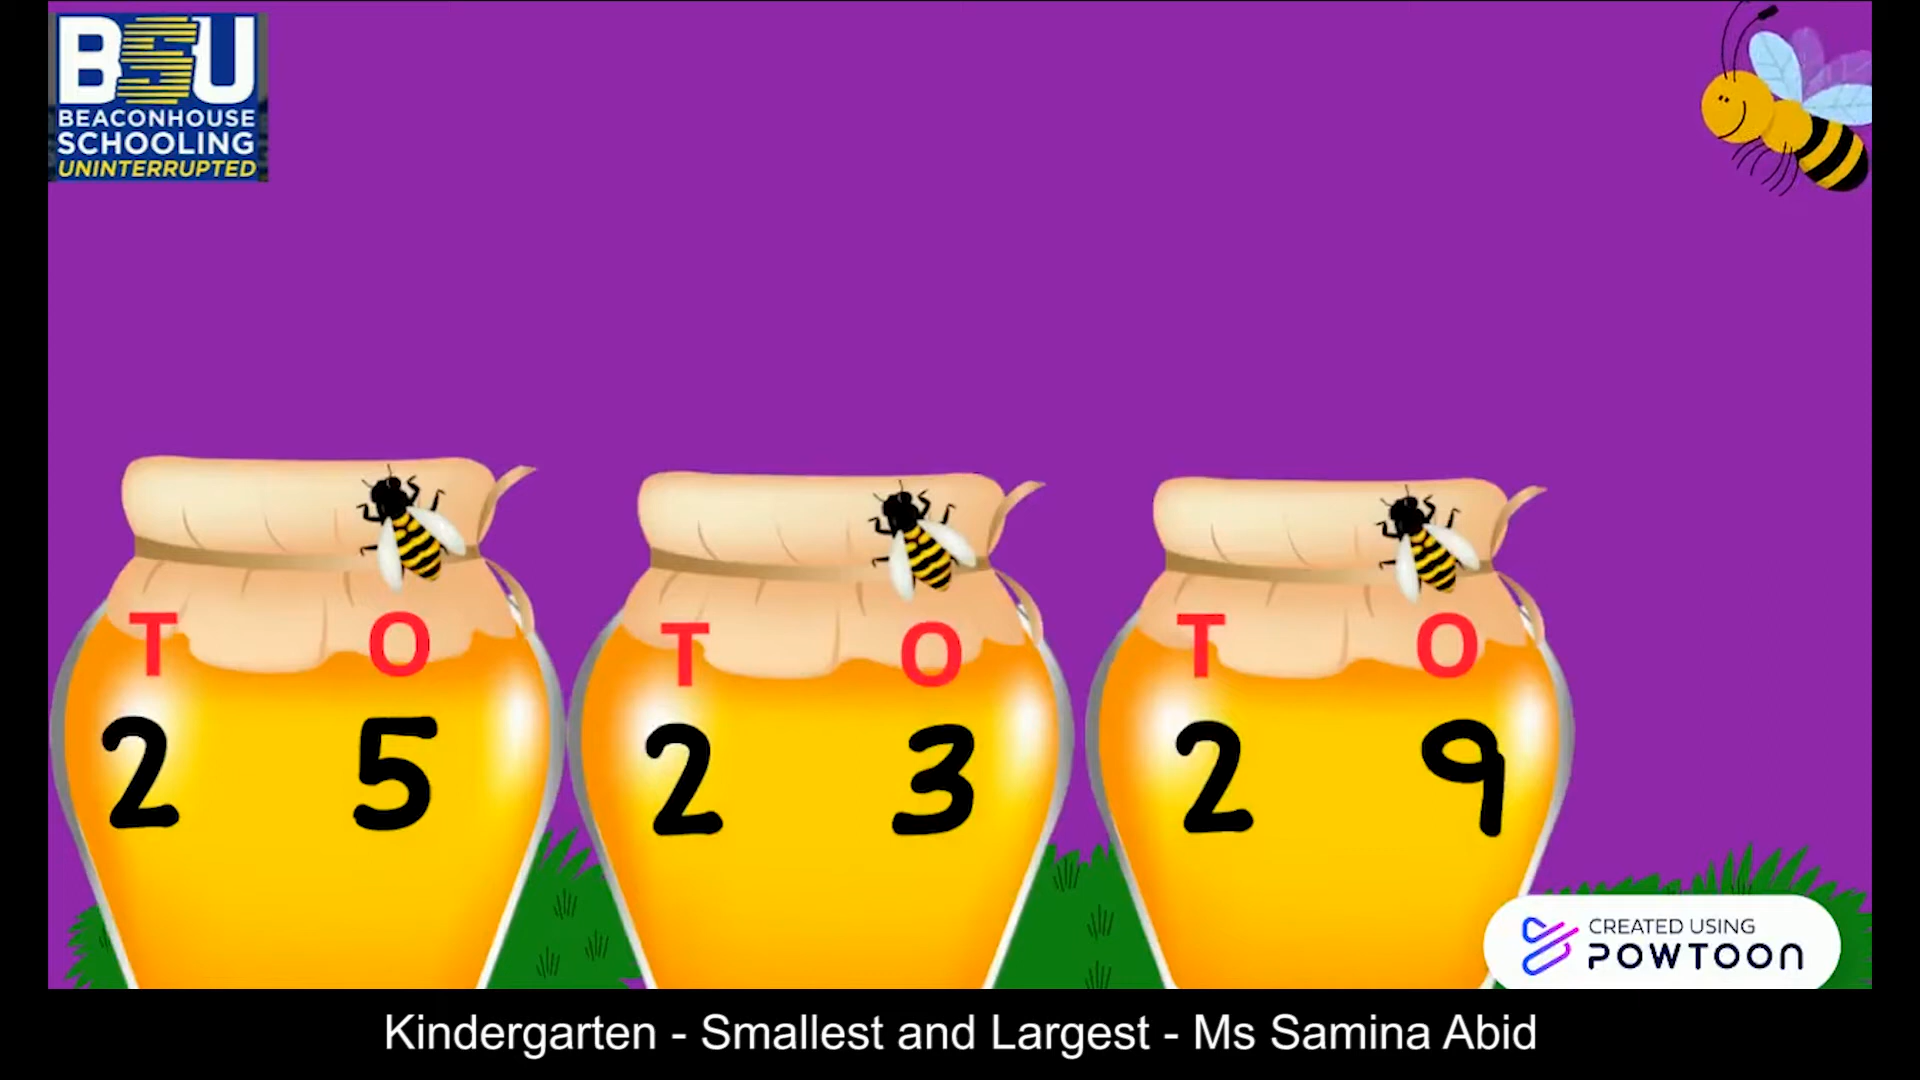 BSU
BEACONHOUSE
SCHOOLING
UNINTERRUPTED
T O T O T O
2 5 2 3 2 9
CREATED USING
POWTOON
Kindergarten - Smallest and Largest - Ms Samina Abid